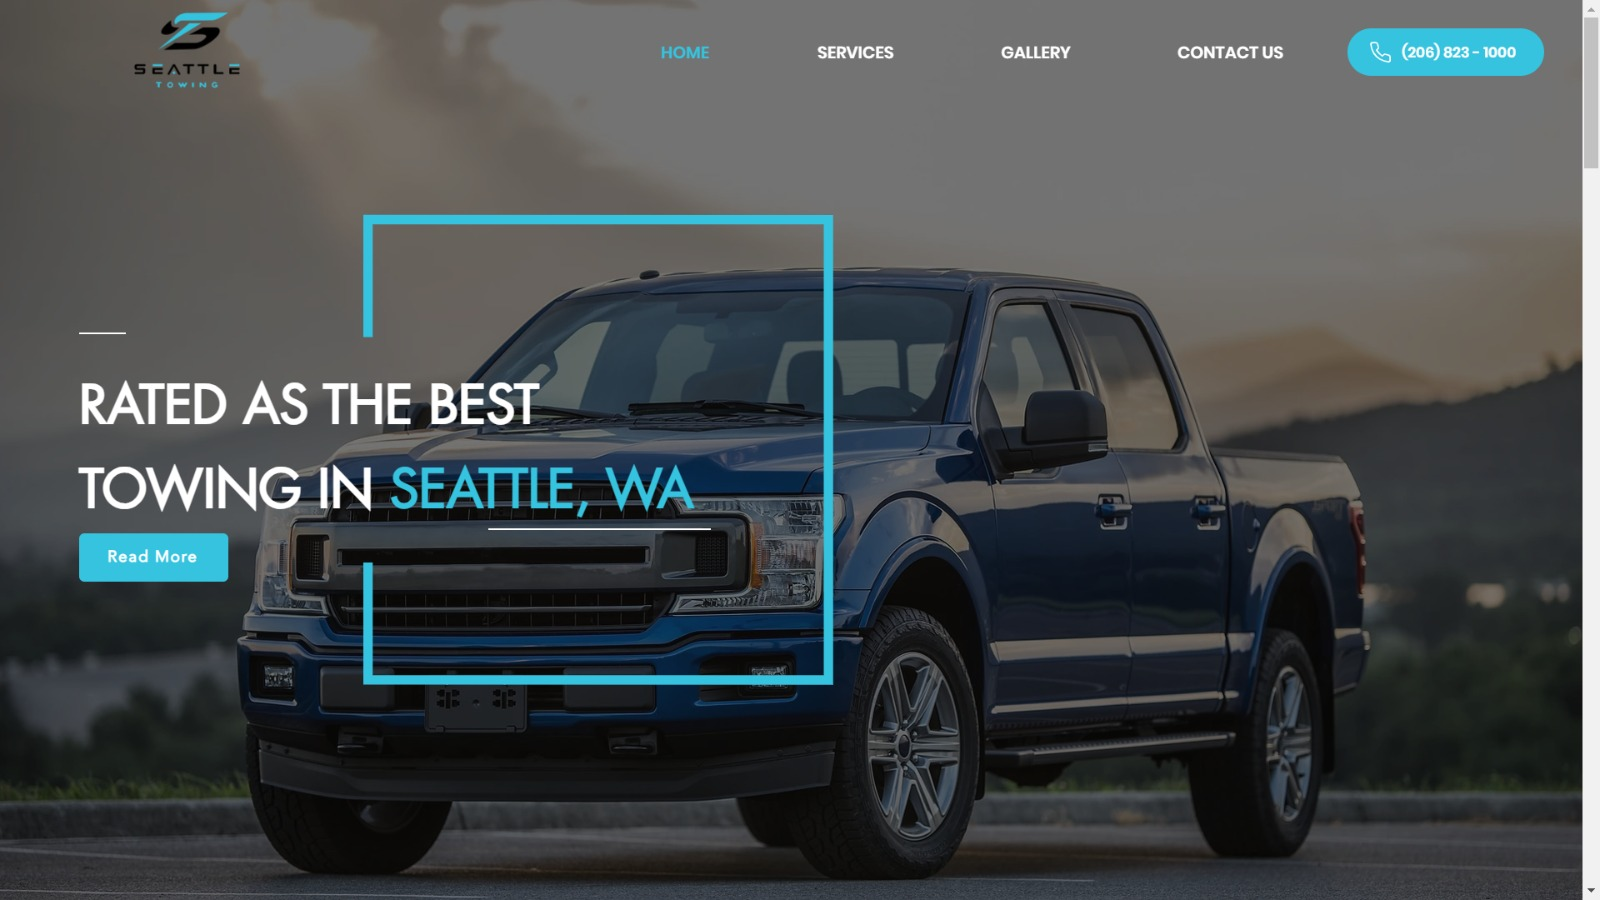 SEATTLE
TOWING
HOME
SERVICES
GALLERY
CONTACT US
(206) 823 - 1000
RATED AS THE BEST
TOWING IN SEATTLE, WA
Read More